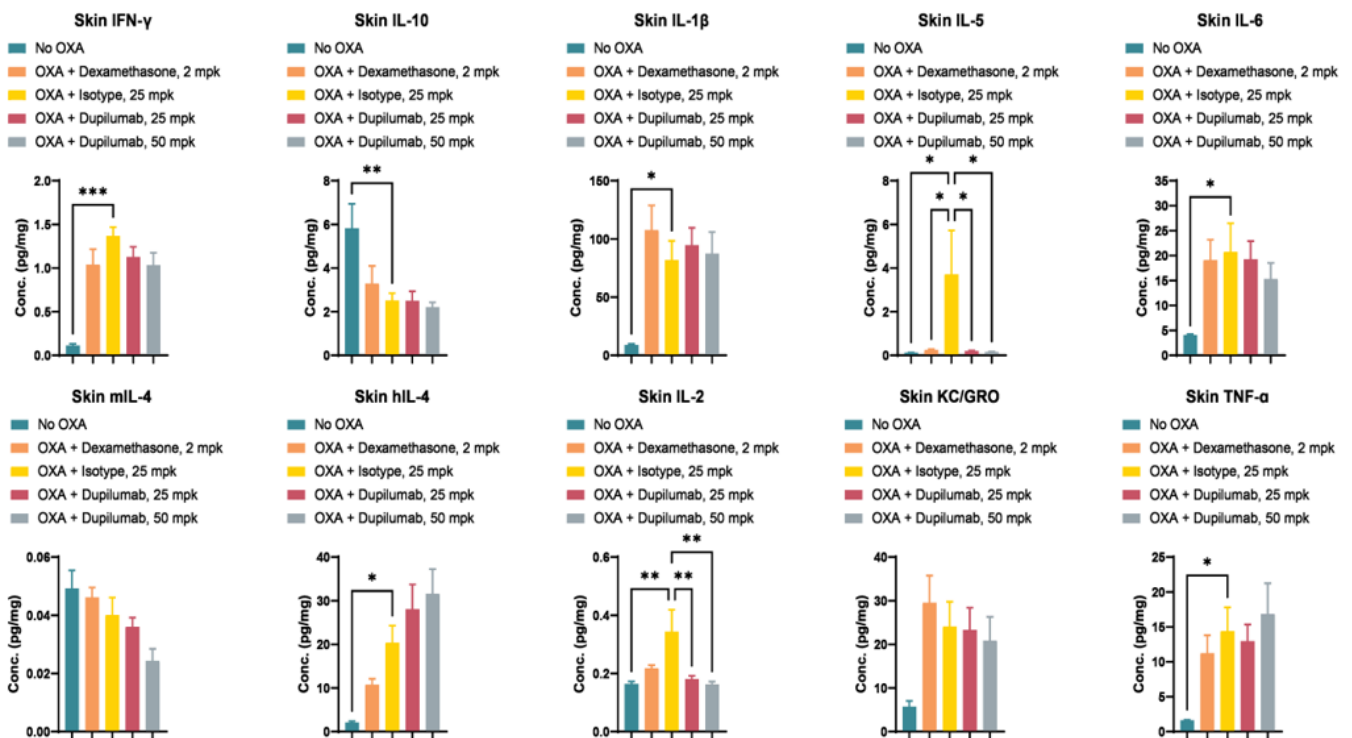 Skin IFN-γ
No OXA
OXA + Dexamethasone, 2 mpk
OXA + Isotype, 25 mpk
OXA + Dupilumab, 25 mpk
OXA + Dupilumab, 50 mpk
Conc. (pg/mg)
2.0
1.5
1.0
0.5
0.0
***
Skin IL-10
No OXA
OXA + Dexamethasone, 2 mpk
OXA + Isotype, 25 mpk
OXA + Dupilumab, 25 mpk
OXA + Dupilumab, 50 mpk
Conc. (pg/mg)
8
6
4
2
0
**
Skin IL-1β
No OXA
OXA + Dexamethasone, 2 mpk
OXA + Isotype, 25 mpk
OXA + Dupilumab, 25 mpk
OXA + Dupilumab, 50 mpk
Conc. (pg/mg)
150
100
50
0
*
Skin IL-5
No OXA
OXA + Dexamethasone, 2 mpk
OXA + Isotype, 25 mpk
OXA + Dupilumab, 25 mpk
OXA + Dupilumab, 50 mpk
Conc. (pg/mg)
8
6
4
2
0
* *
* *
Skin IL-6
No OXA
OXA + Dexamethasone, 2 mpk
OXA + Isotype, 25 mpk
OXA + Dupilumab, 25 mpk
OXA + Dupilumab, 50 mpk
Conc. (pg/mg)
35
30
25
20
15
10
5
0
*
Skin mIL-4
No OXA
OXA + Dexamethasone, 2 mpk
OXA + Isotype, 25 mpk
OXA + Dupilumab, 25 mpk
OXA + Dupilumab, 50 mpk
Conc. (pg/mg)
0.06
0.04
0.02
0.00
Skin hIL-4
No OXA
OXA + Dexamethasone, 2 mpk
OXA + Isotype, 25 mpk
OXA + Dupilumab, 25 mpk
OXA + Dupilumab, 50 mpk
Conc. (pg/mg)
40
30
20
10
0
*
Skin IL-2
No OXA
OXA + Dexamethasone, 2 mpk
OXA + Isotype, 25 mpk
OXA + Dupilumab, 25 mpk
OXA + Dupilumab, 50 mpk
Conc. (pg/mg)
0.6
0.4
0.2
0.0
**
** **
Skin KC/GRO
No OXA
OXA + Dexamethasone, 2 mpk
OXA + Isotype, 25 mpk
OXA + Dupilumab, 25 mpk
OXA + Dupilumab, 50 mpk
Conc. (pg/mg)
40
30
20
10
0
Skin TNF-α
No OXA
OXA + Dexamethasone, 2 mpk
OXA + Isotype, 25 mpk
OXA + Dupilumab, 25 mpk
OXA + Dupilumab, 50 mpk
Conc. (pg/mg)
25
20
15
10
5
0
*